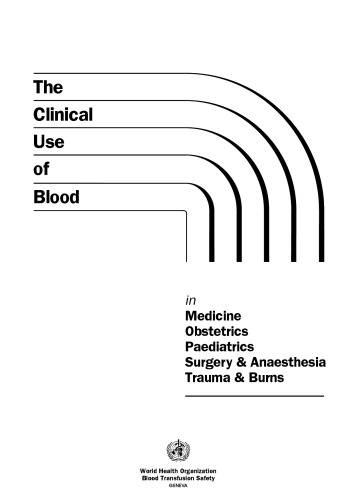 The
Clinical
Use
of
Blood
in
Medicine
Obstetrics
Paediatrics
Surgery & Anaesthesia
Trauma & Burns
World Health Organization
Blood Transfusion Safety
GENEVA